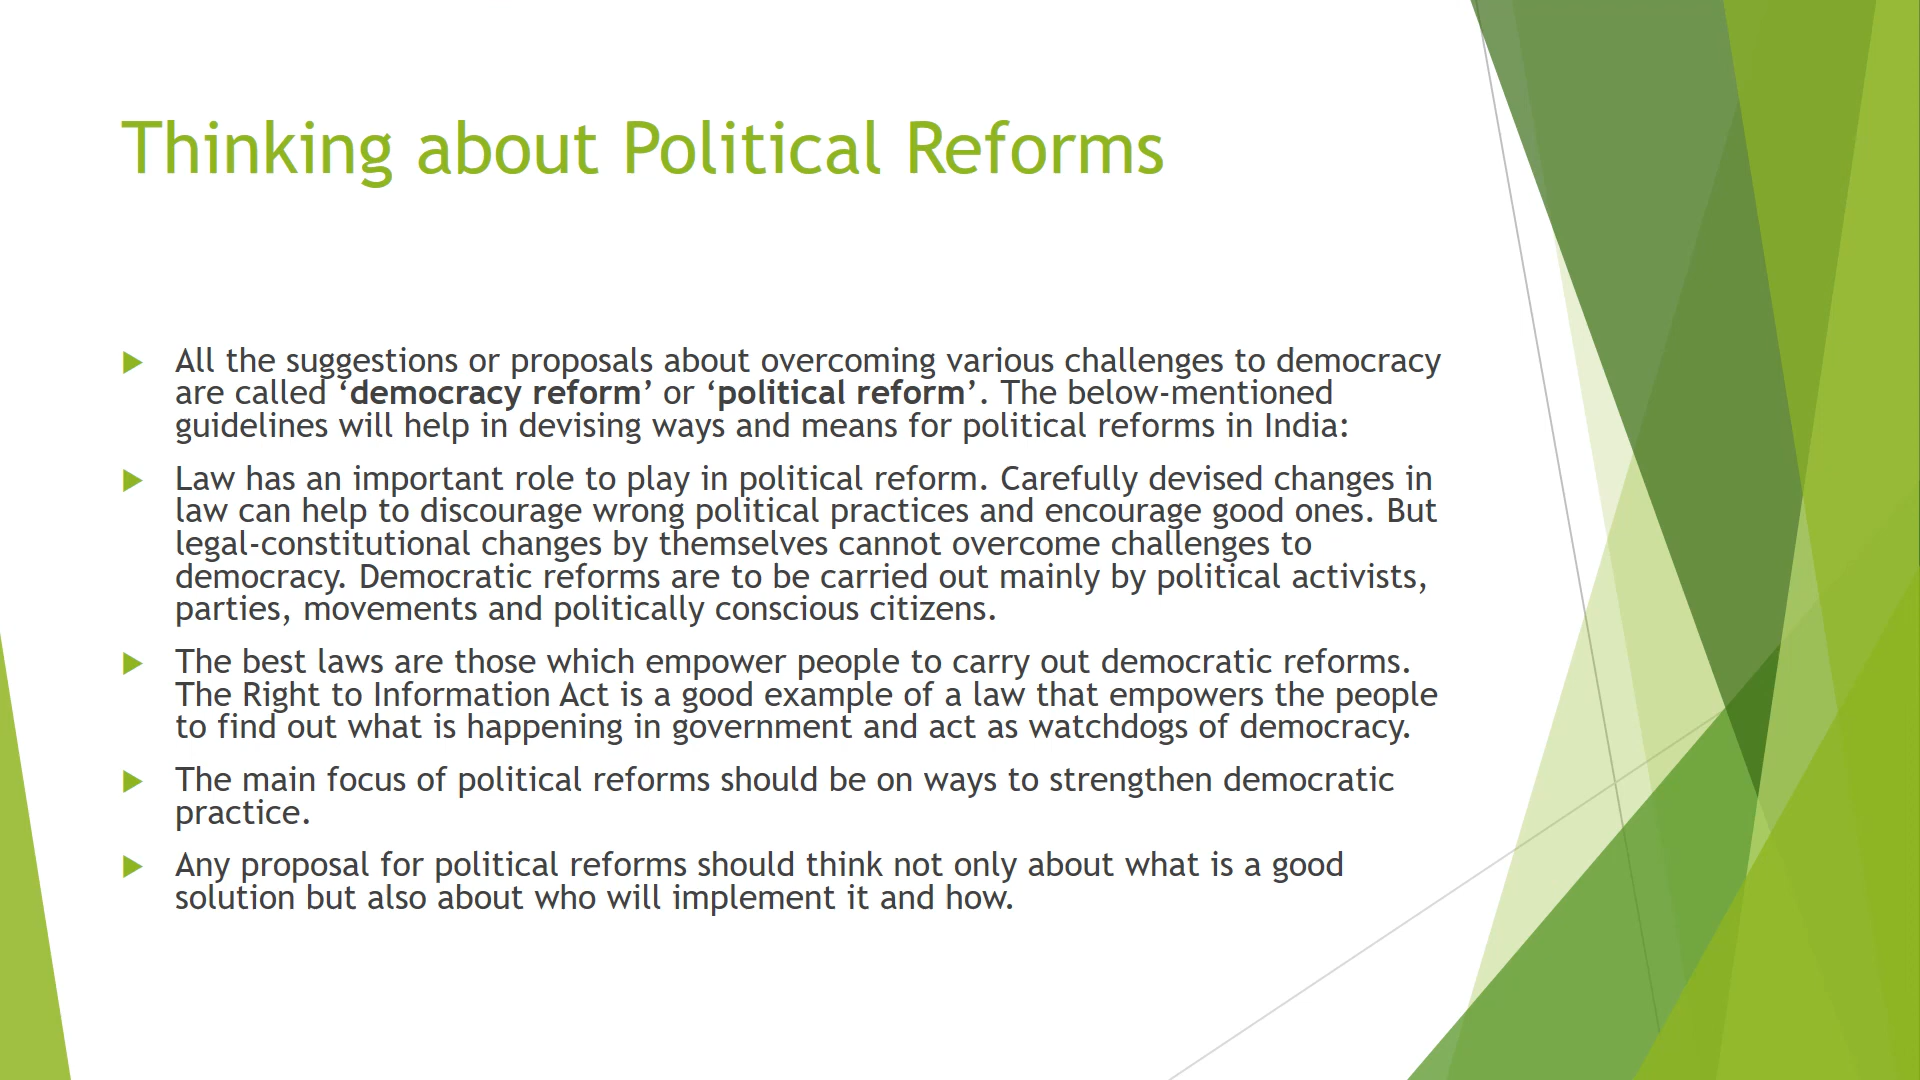 Thinking about Political Reforms
All the suggestions or proposals about overcoming various challenges to democracy
are called ‘democracy reform’ or ‘political reform’. The below-mentioned
guidelines will help in devising ways and means for political reforms in India:
Law has an important role to play in political reform. Carefully devised changes in
law can help to discourage wrong political practices and encourage good ones. But
legal-constitutional changes by themselves cannot overcome challenges to
democracy. Democratic reforms are to be carried out mainly by political activists,
parties, movements and politically conscious citizens.
The best laws are those which empower people to carry out democratic reforms.
The Right to Information Act is a good example of a law that empowers the people
to find out what is happening in government and act as watchdogs of democracy.
The main focus of political reforms should be on ways to strengthen democratic
practice.
Any proposal for political reforms should think not only about what is a good
solution but also about who will implement it and how.